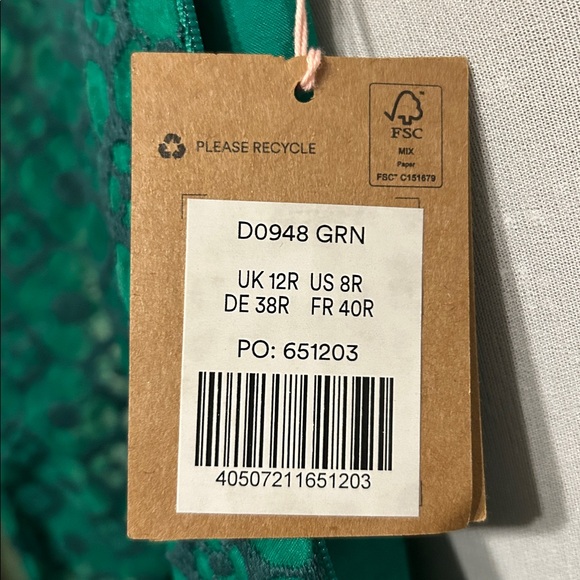 PLEASE RECYCLE
FSC
MIX
Paper
FSC® C151679
D0948 GRN
UK 12R US 8R
DE 38R FR 40R
PO: 651203
40507211651203